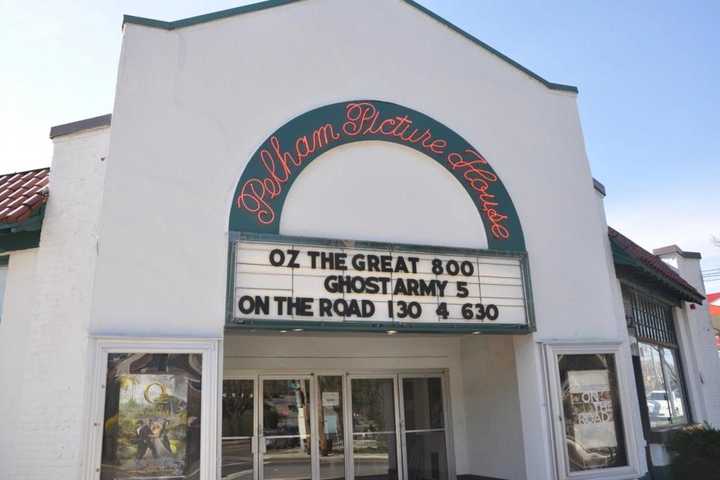 Pelham Picture House
OZ THE GREAT 800
GHOST ARMY 5
ON THE ROAD 130 4 630
OZ
ON
THE
ROAD